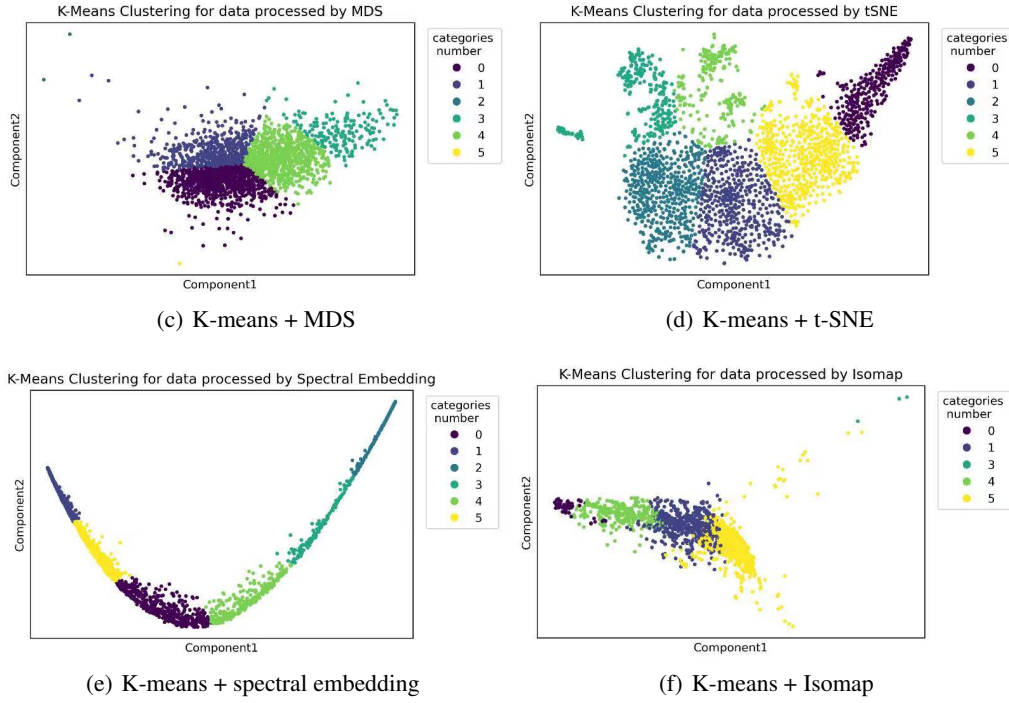 K-Means Clustering for data processed by MDS
categories
number
0
1
2
3
4
5
Component2
Component1
(c) K-means + MDS
K-Means Clustering for data processed by tSNE
categories
number
0
1
2
3
4
5
Component2
Component1
(d) K-means + t-SNE
K-Means Clustering for data processed by Spectral Embedding
categories
number
0
1
2
3
4
5
Component2
Component1
(e) K-means + spectral embedding
K-Means Clustering for data processed by Isomap
categories
number
0
1
3
4
5
Component2
Component1
(f) K-means + Isomap